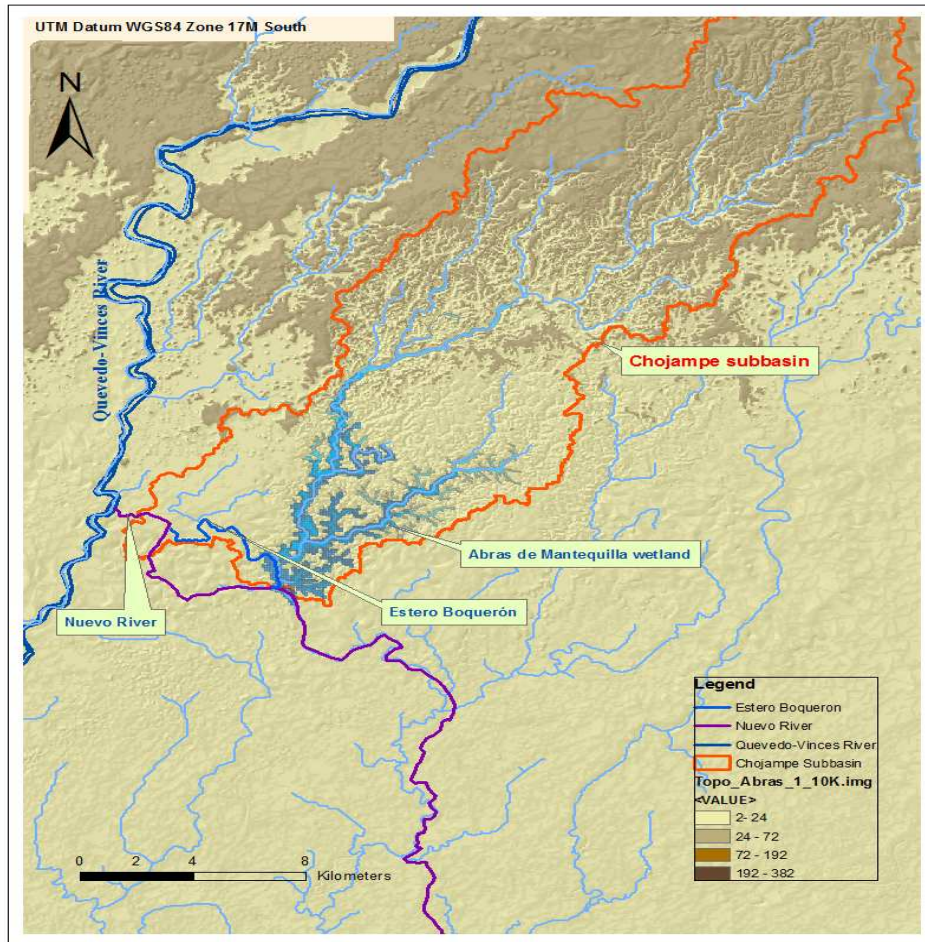 UTM Datum WGS84 Zone 17M South
N
Quevedo-Vinces River
Chojampe subbasin
Abras de Mantequilla wetland
Estero Boquerón
Nuevo River
Legend
Estero Boqueron
Nuevo River
Quevedo-Vinces River
Chojampe Subbasin
Topo_Abras_1_10K.img
<VALUE>
2- 24
24 - 72
72 - 192
192 - 382
0 2 4 8
Kilometers